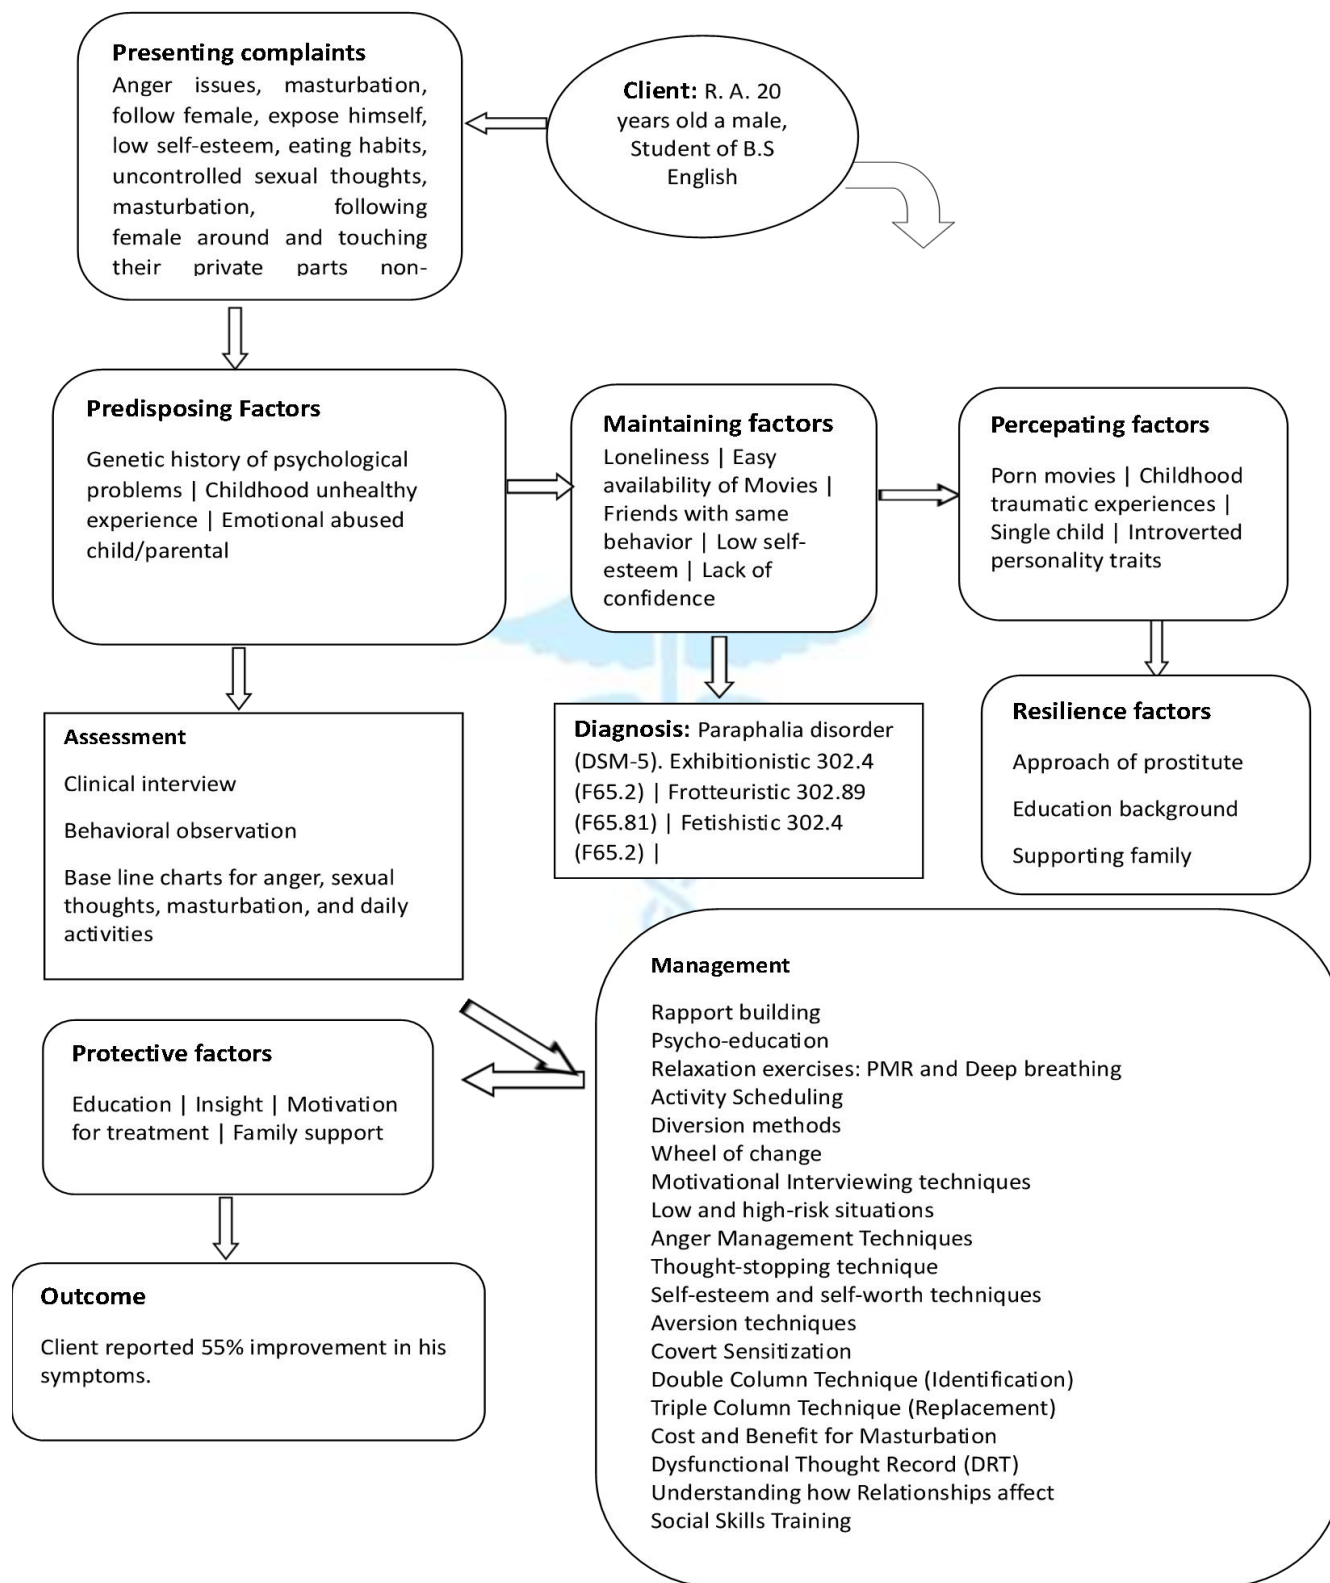 Presenting complaints
Anger issues, masturbation,
follow female, expose himself,
low self-esteem, eating habits,
uncontrolled sexual thoughts,
masturbation, following
female around and touching
their private parts non-
Client: R. A. 20
years old a male,
Student of B.S
English
Predisposing Factors
Genetic history of psychological
problems | Childhood unhealthy
experience | Emotional abused
child/parental
Maintaining factors
Loneliness | Easy
availability of Movies |
Friends with same
behavior | Low self-
esteem | Lack of
confidence
Percepating factors
Porn movies | Childhood
traumatic experiences |
Single child | Introverted
personality traits
Assessment
Clinical interview
Behavioral observation
Base line charts for anger, sexual
thoughts, masturbation, and daily
activities
Diagnosis: Paraphalia disorder
(DSM-5). Exhibitionistic 302.4
(F65.2) | Frotteuristic 302.89
(F65.81) | Fetishistic 302.4
(F65.2) |
Resilience factors
Approach of prostitute
Education background
Supporting family
Management
Rapport building
Psycho-education
Relaxation exercises: PMR and Deep breathing
Activity Scheduling
Diversion methods
Wheel of change
Motivational Interviewing techniques
Low and high-risk situations
Anger Management Techniques
Thought-stopping technique
Self-esteem and self-worth techniques
Aversion techniques
Covert Sensitization
Double Column Technique (Identification)
Triple Column Technique (Replacement)
Cost and Benefit for Masturbation
Dysfunctional Thought Record (DRT)
Understanding how Relationships affect
Social Skills Training
Protective factors
Education | Insight | Motivation
for treatment | Family support
Outcome
Client reported 55% improvement in his
symptoms.